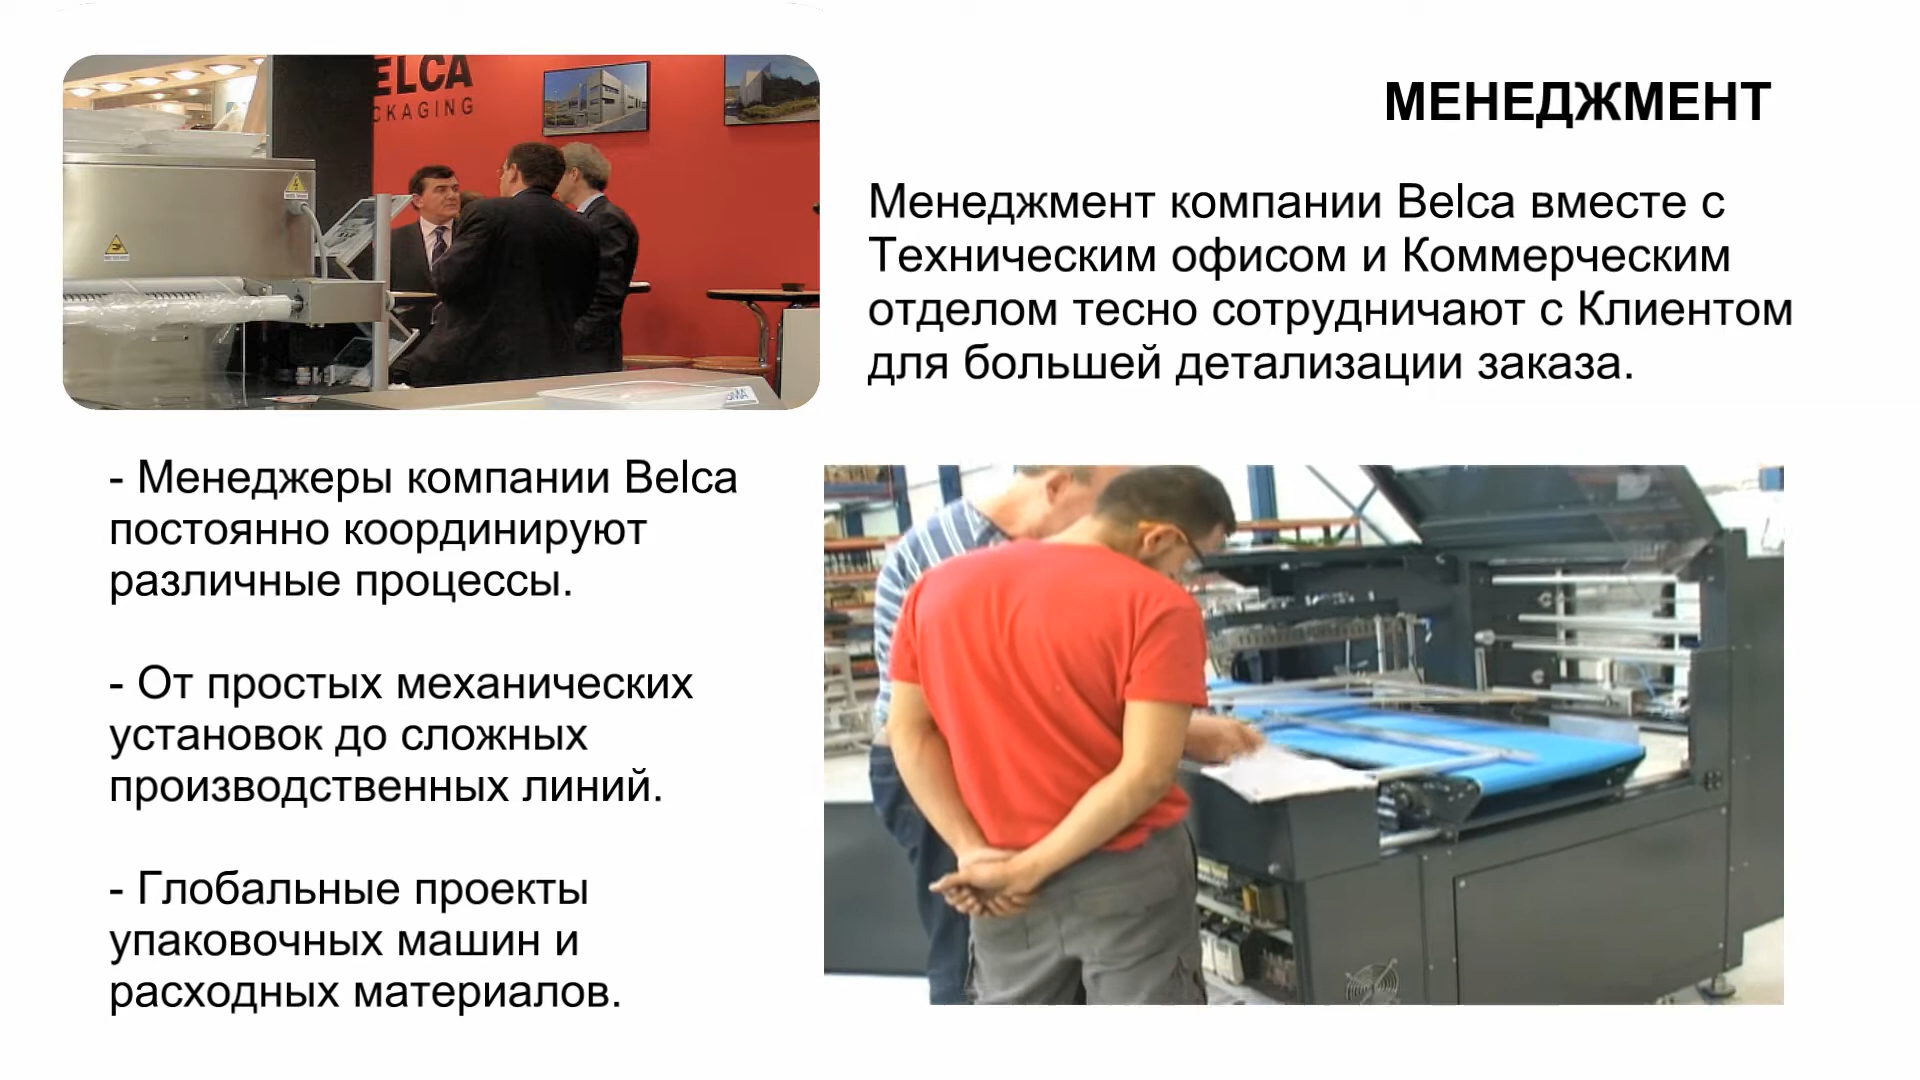 ELCA
CKAGING
МЕНЕДЖМЕНТ
Менеджмент компании Belca вместе с
Техническим офисом и Коммерческим
отделом тесно сотрудничают с Клиентом
для большей детализации заказа.
- Менеджеры компании Belca
постоянно координируют
различные процессы.
- От простых механических
установок до сложных
производственных линий.
- Глобальные проекты
упаковочных машин и
расходных материалов.